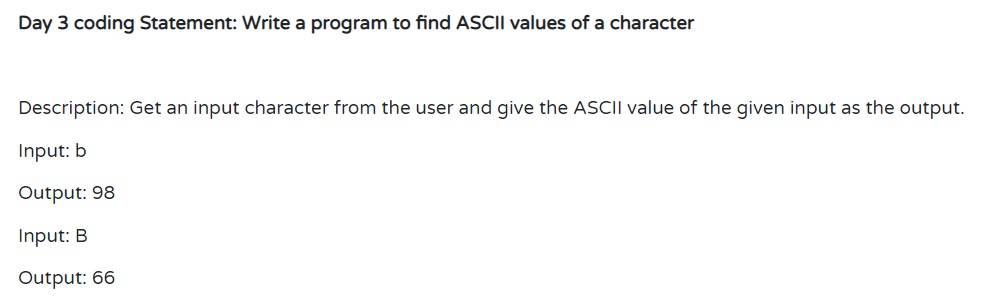 Day 3 coding Statement: Write a program to find ASCII values of a character
Description: Get an input character from the user and give the ASCII value of the given input as the output.
Input: b
Output: 98
Input: B
Output: 66